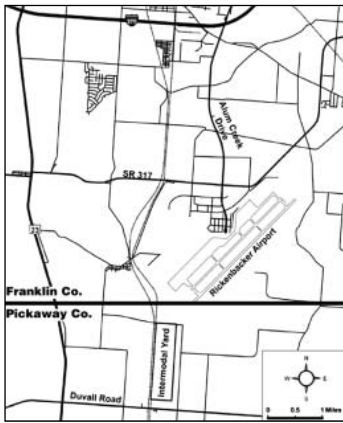 Alum Creek
Drive
SR 317
23
Rickenbacker Airport
Franklin Co.
Pickaway Co.
Intermodal Yard
Duvall Road
N
W E
S
0 0.5 1 Miles